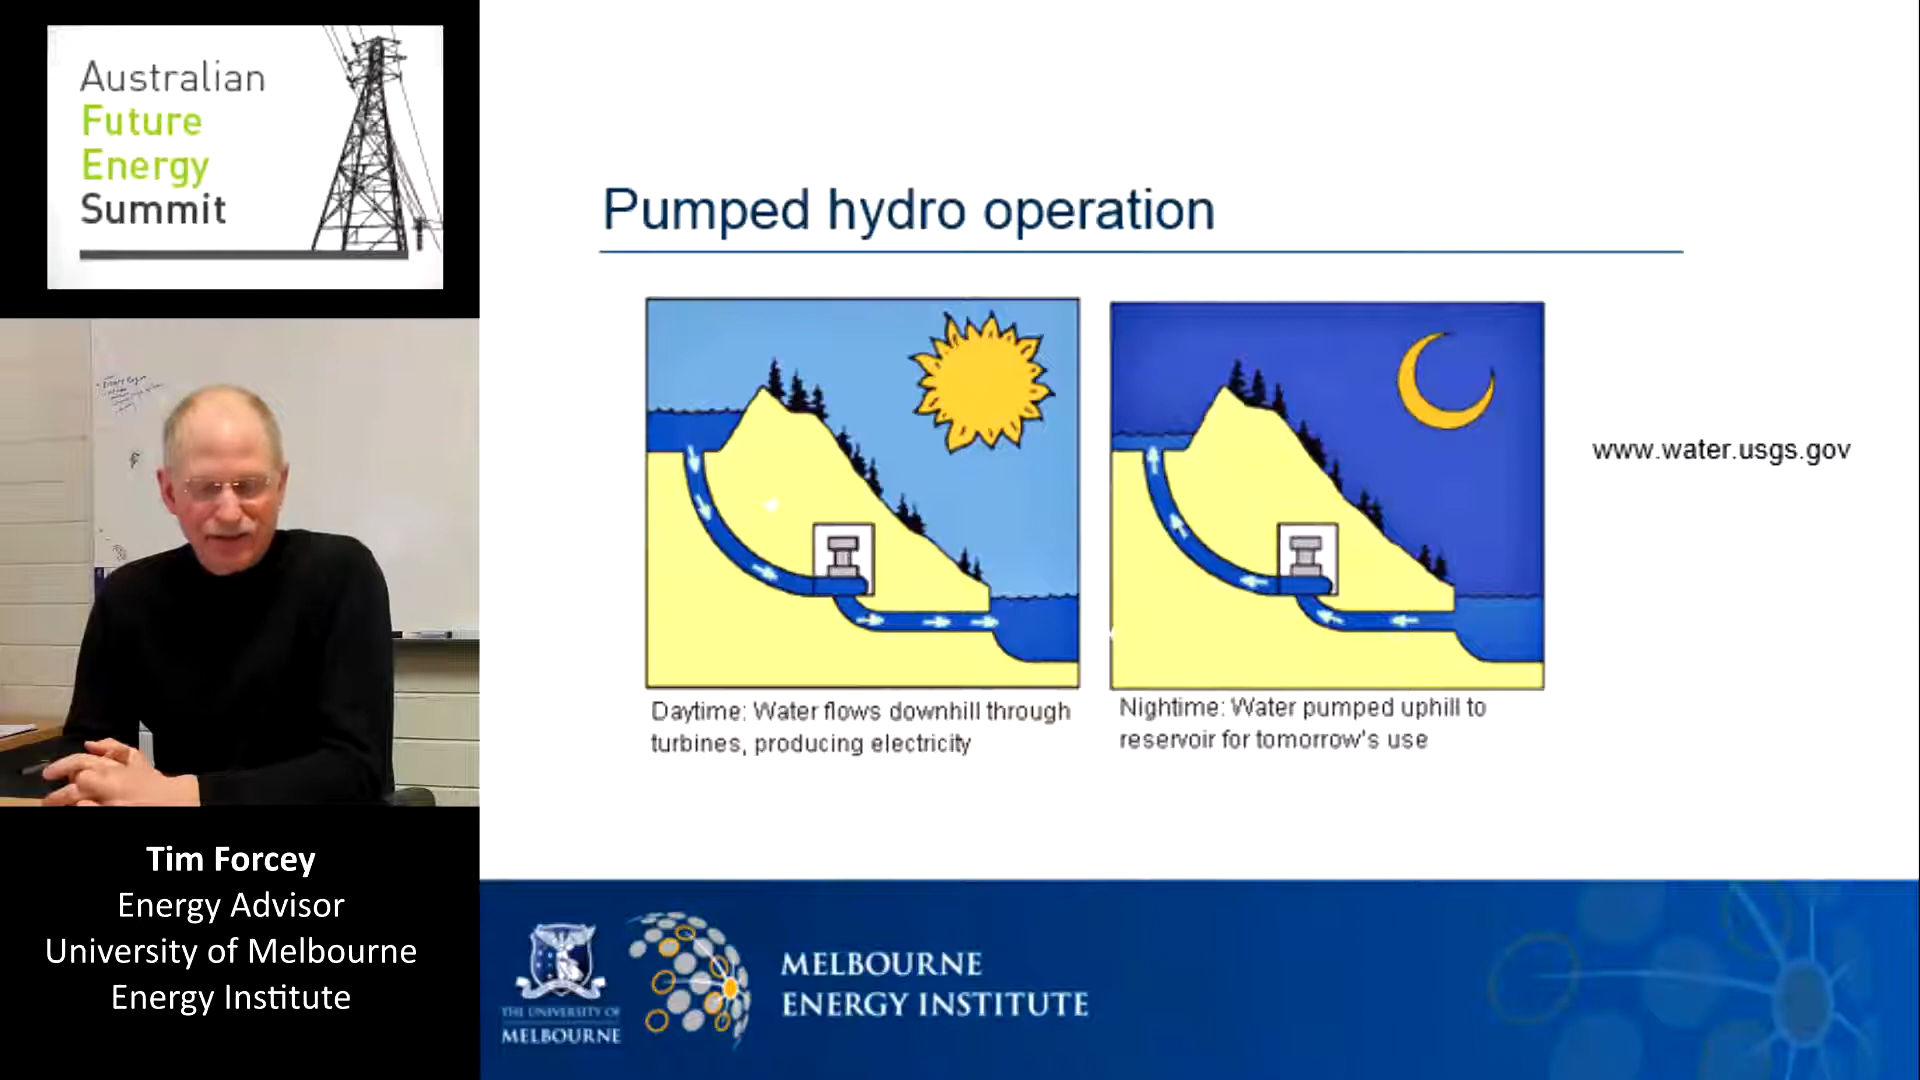 Australian
Future
Energy
Summit
Tim Forcey
Energy Advisor
University of Melbourne
Energy Institute
Pumped hydro operation
www.water.usgs.gov
Daytime: Water flows downhill through
turbines, producing electricity
Nightime: Water pumped uphill to
reservoir for tomorrow's use
THE UNIVERSITY OF
MELBOURNE
MELBOURNE
ENERGY INSTITUTE